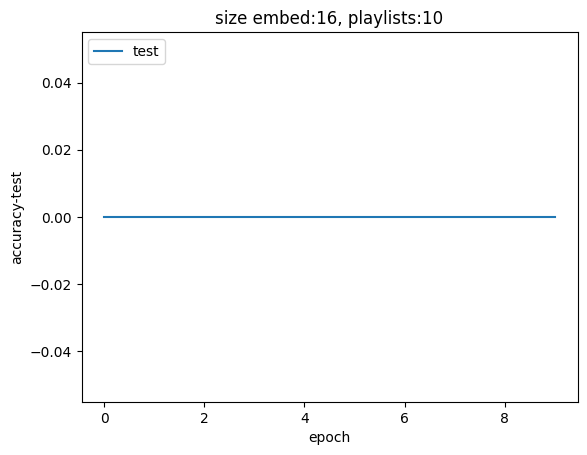 size embed:16, playlists:10
test
0.04
0.02
0.00
−0.02
−0.04
accuracy-test
0 2 4 6 8
epoch